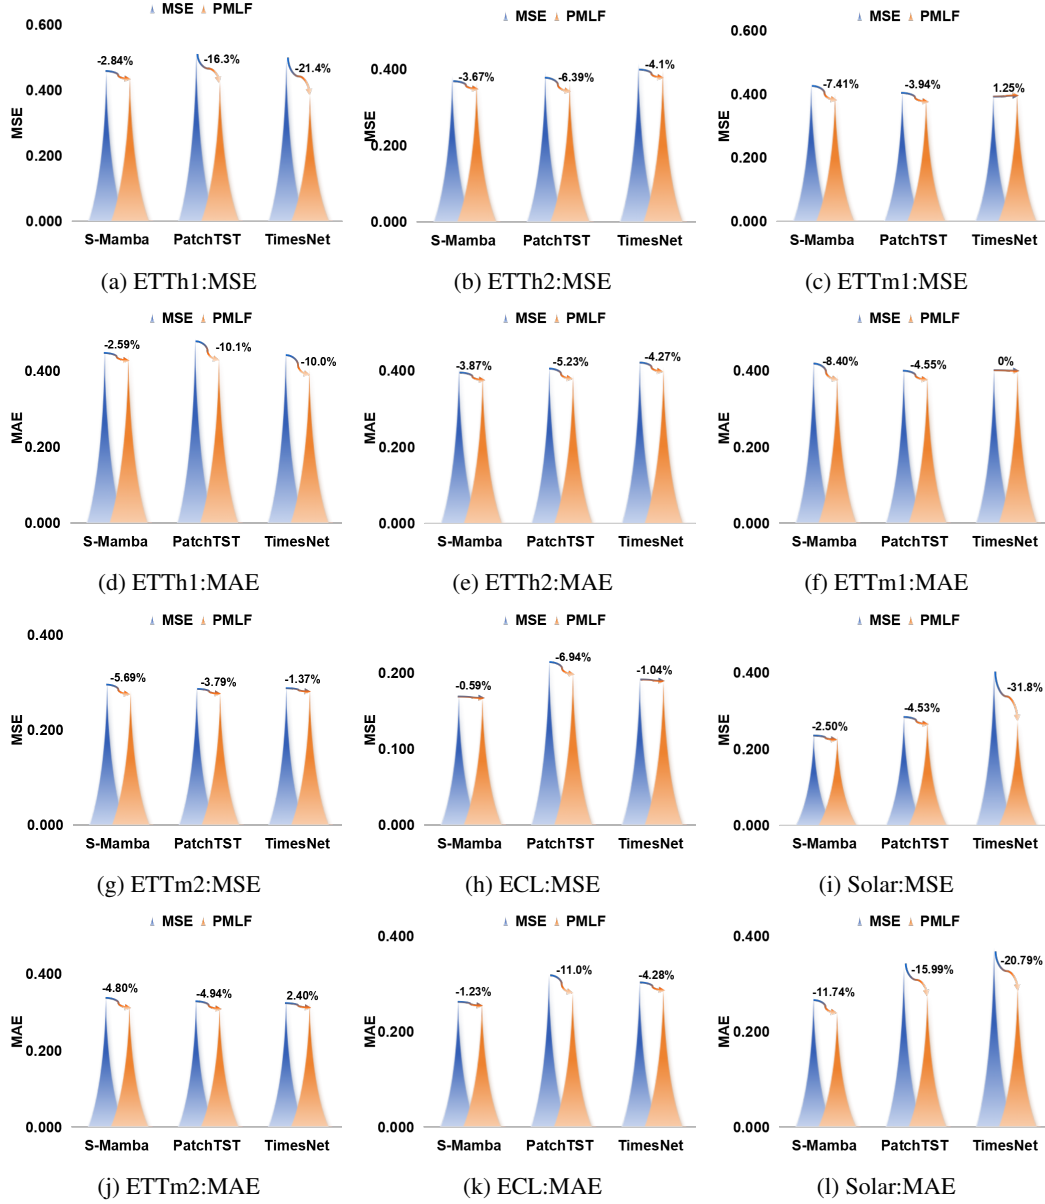 MSE PMLF
0.600
0.400
0.200
0.000
MSE
-2.84%
-16.3%
-21.4%
S-Mamba PatchTST TimesNet
(a) ETTh1:MSE
MSE PMLF
0.400
0.200
0.000
MSE
-3.67%
-6.39%
-4.1%
S-Mamba PatchTST TimesNet
(b) ETTh2:MSE
MSE PMLF
0.600
0.400
0.200
0.000
MSE
-7.41%
-3.94%
1.25%
S-Mamba PatchTST TimesNet
(c) ETTm1:MSE
MSE PMLF
0.400
0.200
0.000
MAE
-2.59%
-10.1%
-10.0%
S-Mamba PatchTST TimesNet
(d) ETTh1:MAE
MSE PMLF
0.400
0.200
0.000
MAE
-3.87%
-5.23%
-4.27%
S-Mamba PatchTST TimesNet
(e) ETTh2:MAE
MSE PMLF
0.400
0.200
0.000
MAE
-8.40%
-4.55%
0%
S-Mamba PatchTST TimesNet
(f) ETTm1:MAE
MSE PMLF
0.400
0.200
0.000
MSE
-5.69%
-3.79%
-1.37%
S-Mamba PatchTST TimesNet
(g) ETTm2:MSE
MSE PMLF
0.200
0.100
0.000
MSE
-0.59%
-6.94%
-1.04%
S-Mamba PatchTST TimesNet
(h) ECL:MSE
MSE PMLF
0.400
0.200
0.000
MSE
-2.50%
-4.53%
-31.8%
S-Mamba PatchTST TimesNet
(i) Solar:MSE
MSE PMLF
0.400
0.200
0.000
MAE
-4.80%
-4.94%
2.40%
S-Mamba PatchTST TimesNet
(j) ETTm2:MAE
MSE PMLF
0.400
0.200
0.000
MAE
-1.23%
-11.0%
-4.28%
S-Mamba PatchTST TimesNet
(k) ECL:MAE
MSE PMLF
0.400
0.200
0.000
MAE
-11.74%
-15.99%
-20.79%
S-Mamba PatchTST TimesNet
(l) Solar:MAE